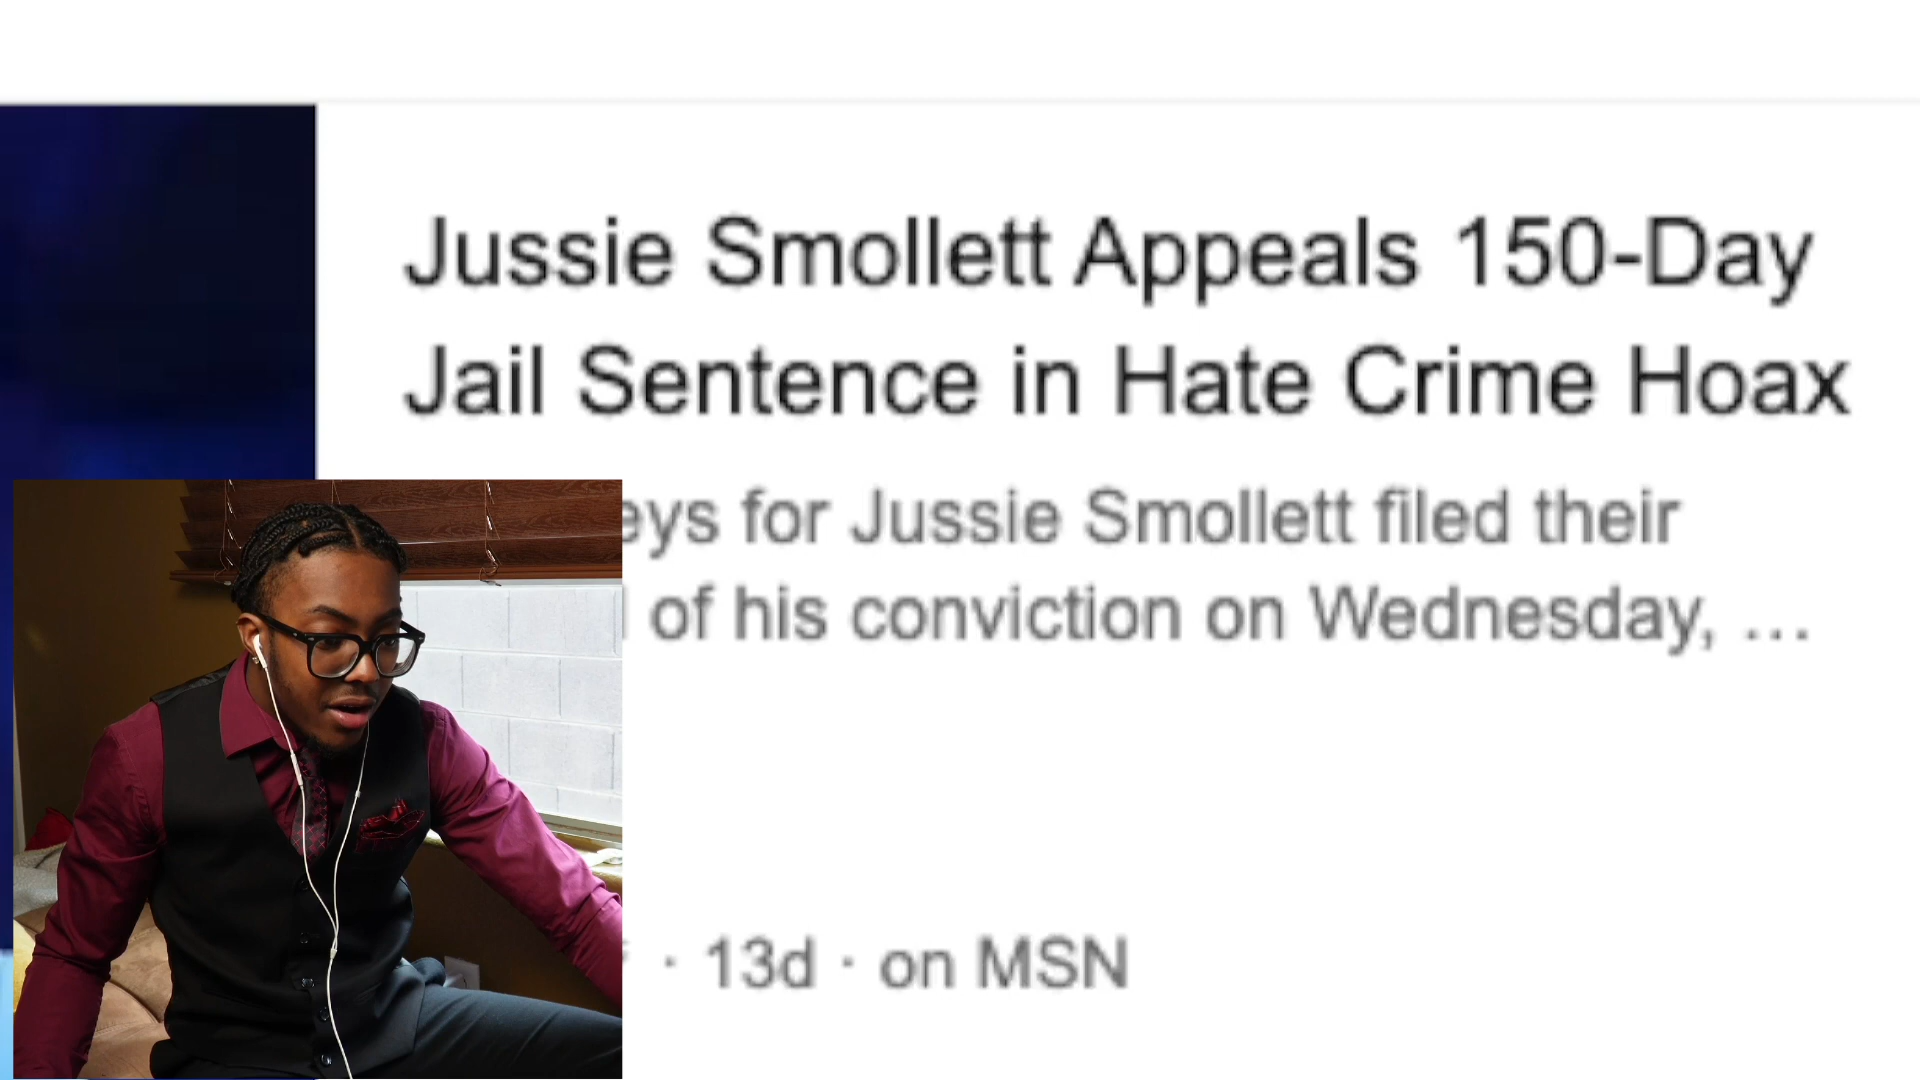 Jussie Smollett Appeals 150-Day
Jail Sentence in Hate Crime Hoax
for Jussie Smollett filed their
of his conviction on Wednesday, ...
· 13d · on MSN